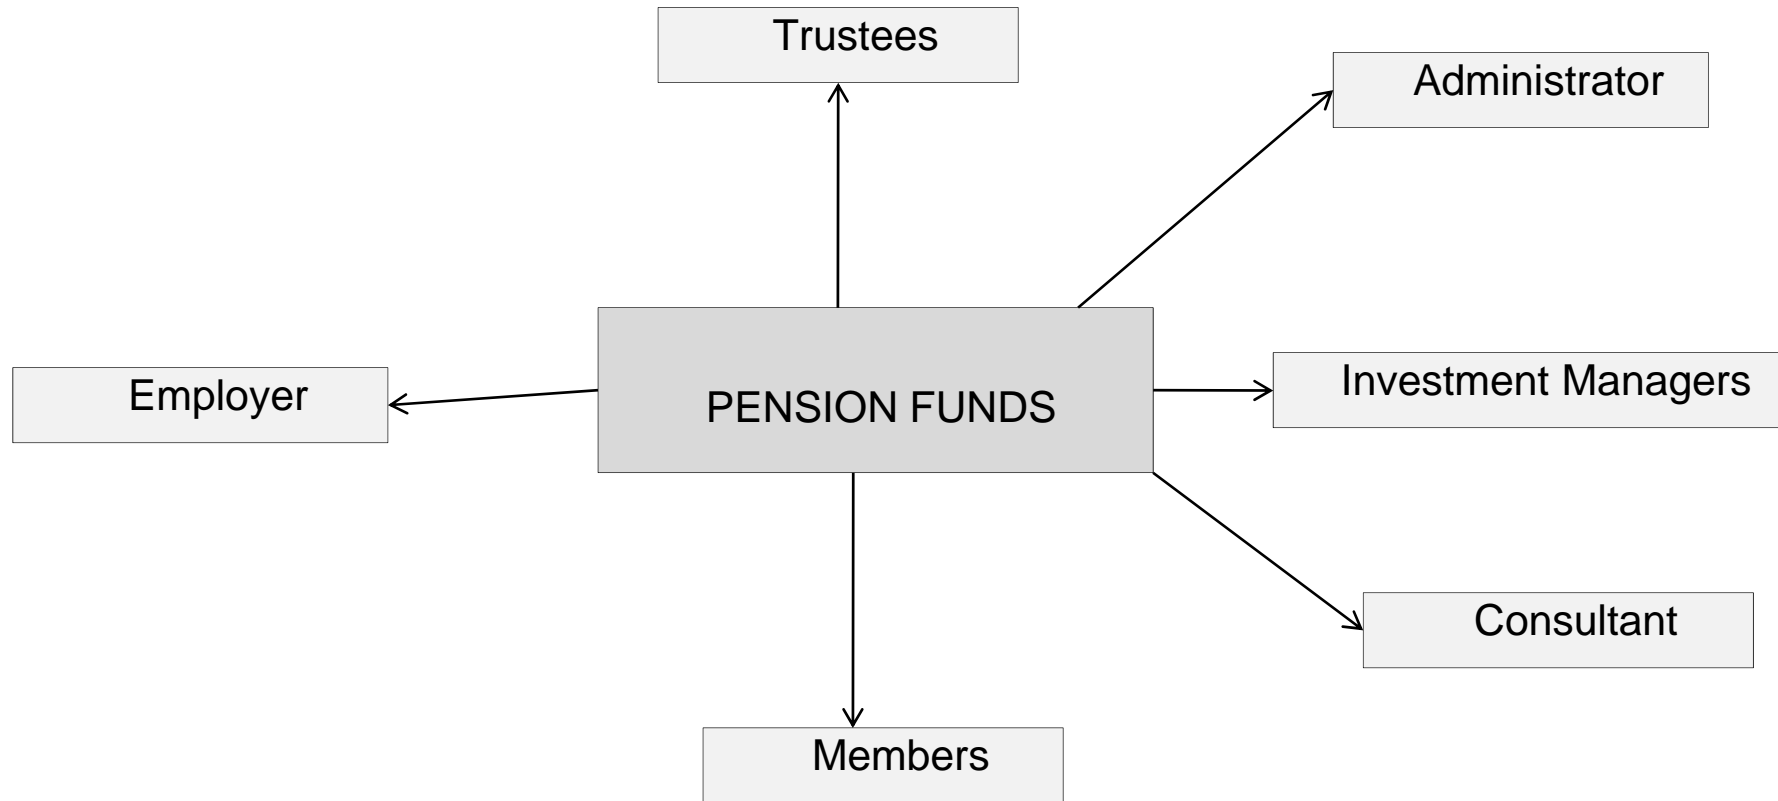 Trustees
Administrator
Employer
PENSION FUNDS
Investment Managers
Consultant
Members